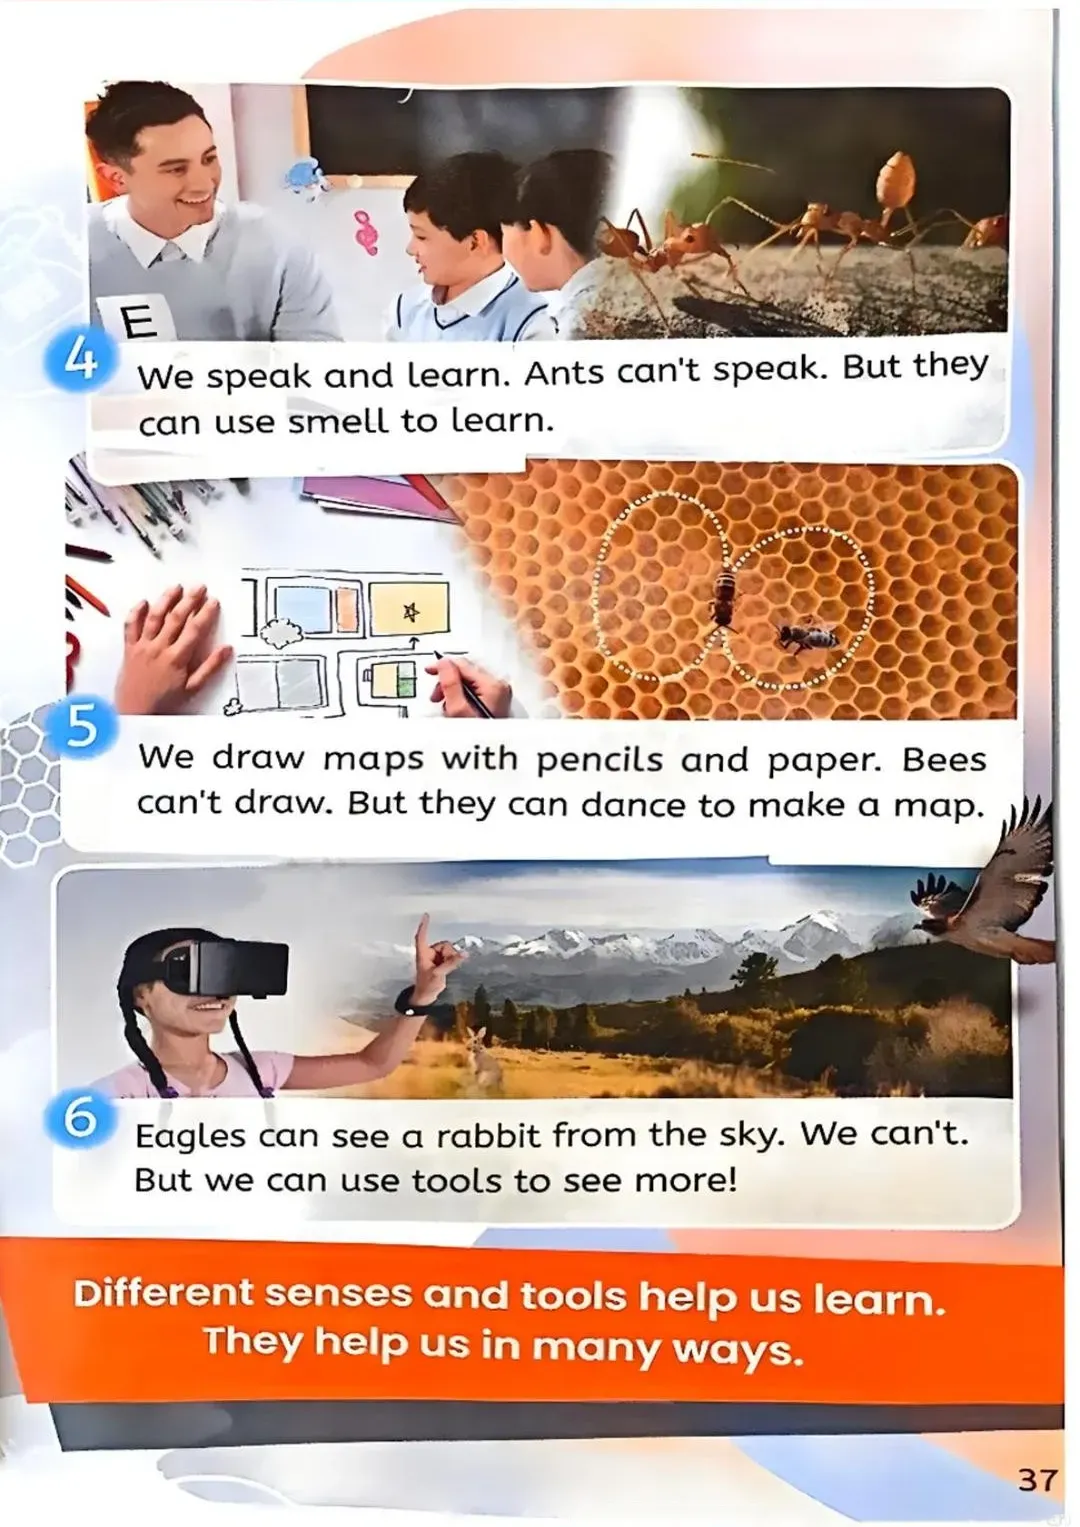 E
4
We speak and learn. Ants can't speak. But they
can use smell to learn.
5
We draw maps with pencils and paper. Bees
can't draw. But they can dance to make a map.
6
Eagles can see a rabbit from the sky. We can't.
But we can use tools to see more!
Different senses and tools help us learn.
They help us in many ways.
37